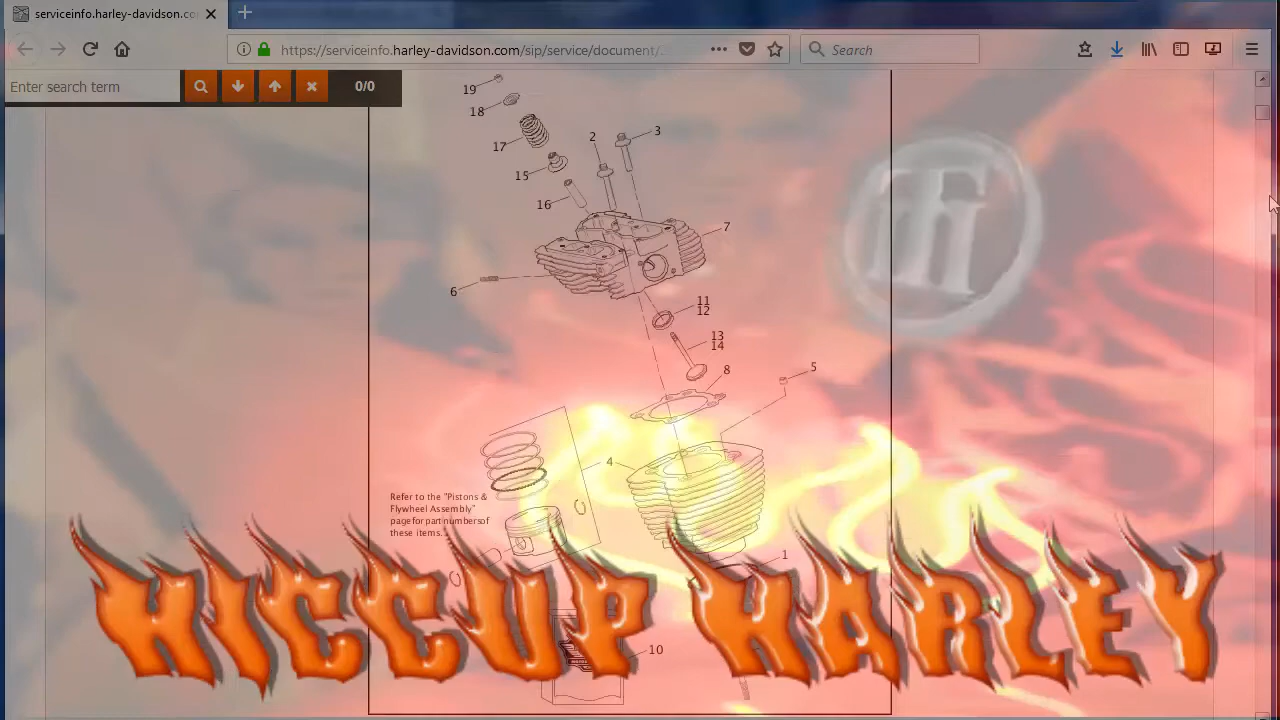 serviceinfo.harley-davidson.co
https://serviceinfo.harley-davidson.com/sip/service/document/
Search
Enter search term
0/0
19
18
17
2
3
15
16
7
6
11
12
13
14
8
5
4
Refer to the "Pistons &
Flywheel Assembly"
page for part numbers of
these items.
1
HICCUP HARLEY
10